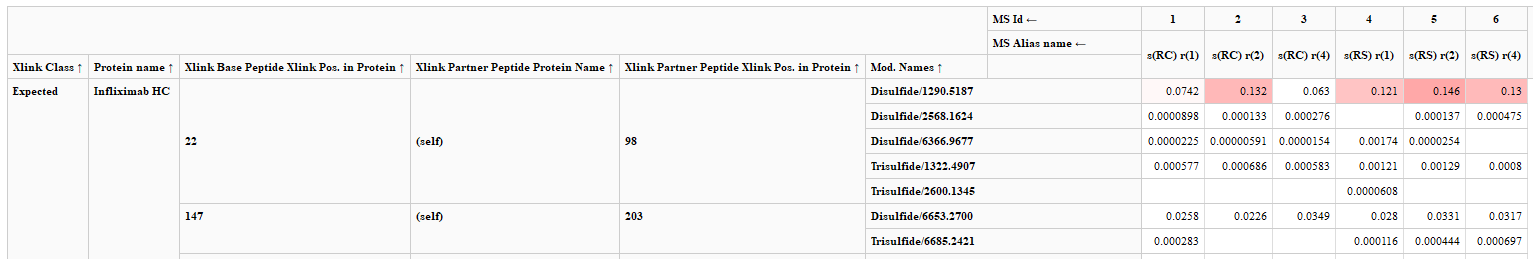 MS Id ← 1 2 3 4 5 6
MS Alias name ← s(RC) r(1) s(RC) r(2) s(RC) r(4) s(RS) r(1) s(RS) r(2) s(RS) r(4)
Xlink Class ↑ Protein name ↑ Xlink Base Peptide Xlink Pos. in Protein ↑ Xlink Partner Peptide Protein Name ↑ Xlink Partner Peptide Xlink Pos. in Protein ↑ Mod. Names ↑
Expected Infliximab HC Disulfide/1290.5187 0.0742 0.132 0.063 0.121 0.146 0.13
Disulfide/2568.1624 0.0000898 0.000133 0.000276 0.000137 0.000475
22 (self) 98 Disulfide/6366.9677 0.0000225 0.00000591 0.0000154 0.00174 0.0000254
Trisulfide/1322.4907 0.000577 0.000686 0.000583 0.00121 0.00129 0.0008
Trisulfide/2600.1345 0.0000608
147 (self) 203 Disulfide/6653.2700 0.0258 0.0226 0.0349 0.028 0.0331 0.0317
Trisulfide/6685.2421 0.000283 0.000116 0.000444 0.000697